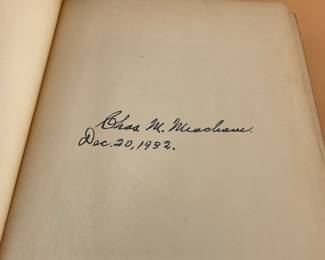 Chas M. Meacham.
Dec. 20, 1932.